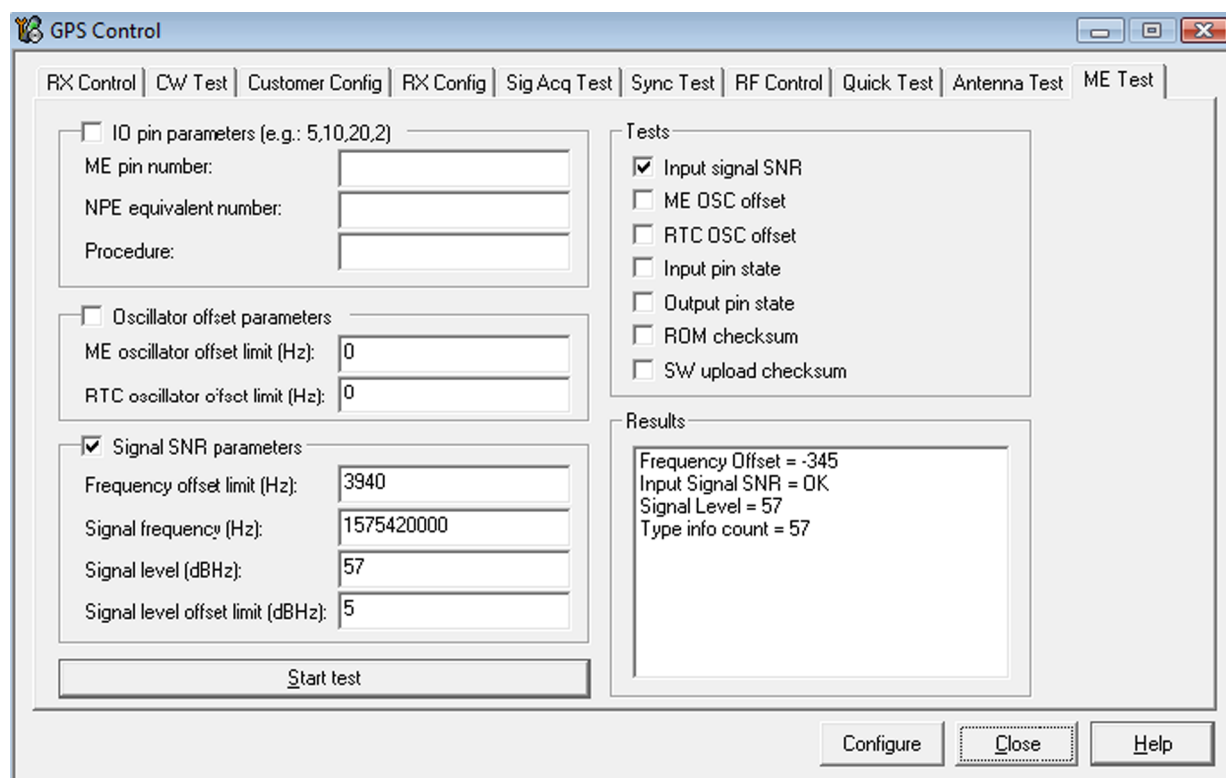 GPS Control
RX Control CW Test Customer Config RX Config Sig Acq Test Sync Test RF Control Quick Test Antenna Test ME Test
IO pin parameters (e.g.: 5,10,20,2)
ME pin number:
NPE equivalent number:
Procedure:
Oscillator offset parameters
ME oscillator offset limit (Hz): 0
RTC oscillator offset limit (Hz): 0
Signal SNR parameters
Frequency offset limit (Hz): 3940
Signal frequency (Hz): 1575420000
Signal level (dBHz): 57
Signal level offset limit (dBHz): 5
Start test
Tests
Input signal SNR
ME OSC offset
RTC OSC offset
Input pin state
Output pin state
ROM checksum
SW upload checksum
Results
Frequency Offset = -345
Input Signal SNR = OK
Signal Level = 57
Type info count = 57
Configure Close Help